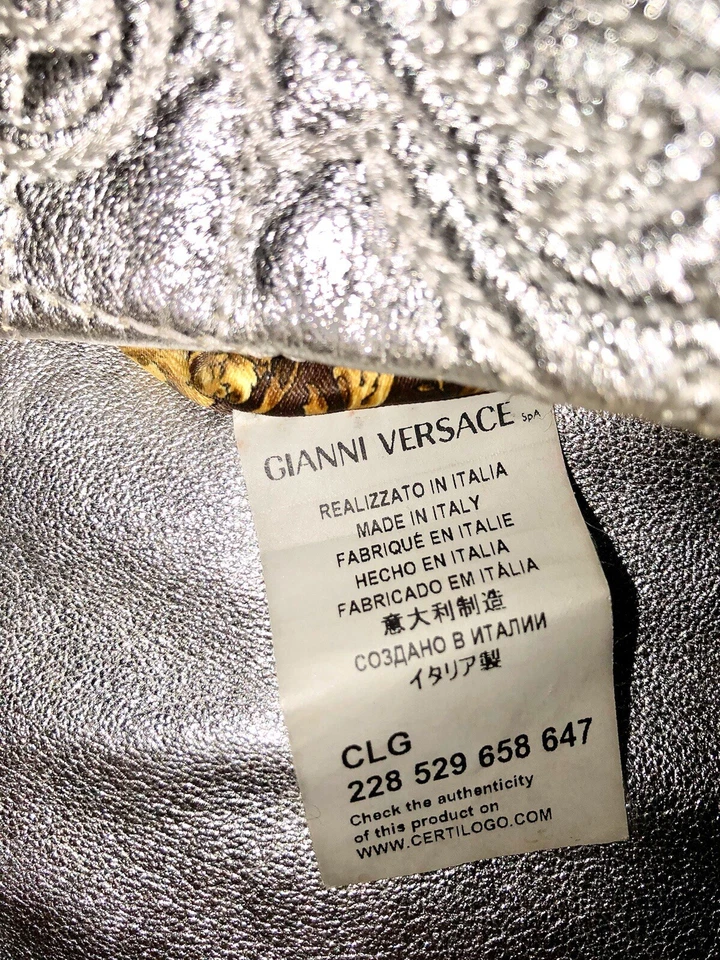 GIANNI VERSACE SpA
REALIZZATO IN ITALIA
MADE IN ITALY
FABRIQUÉ EN ITALIE
HECHO EN ITALIA
FABRICADO EM ITÁLIA
意大利制造
СОЗДАНО В ИТАЛИИ
イタリア製
CLG
228 529 658 647
Check the authenticity
of this product on
WWW.CERTILOGO.COM